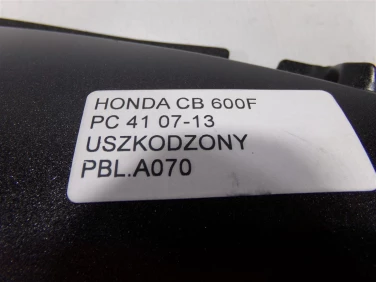 HONDA CB 600F
PC 41 07-13
USZKODZONY
PBL.A070